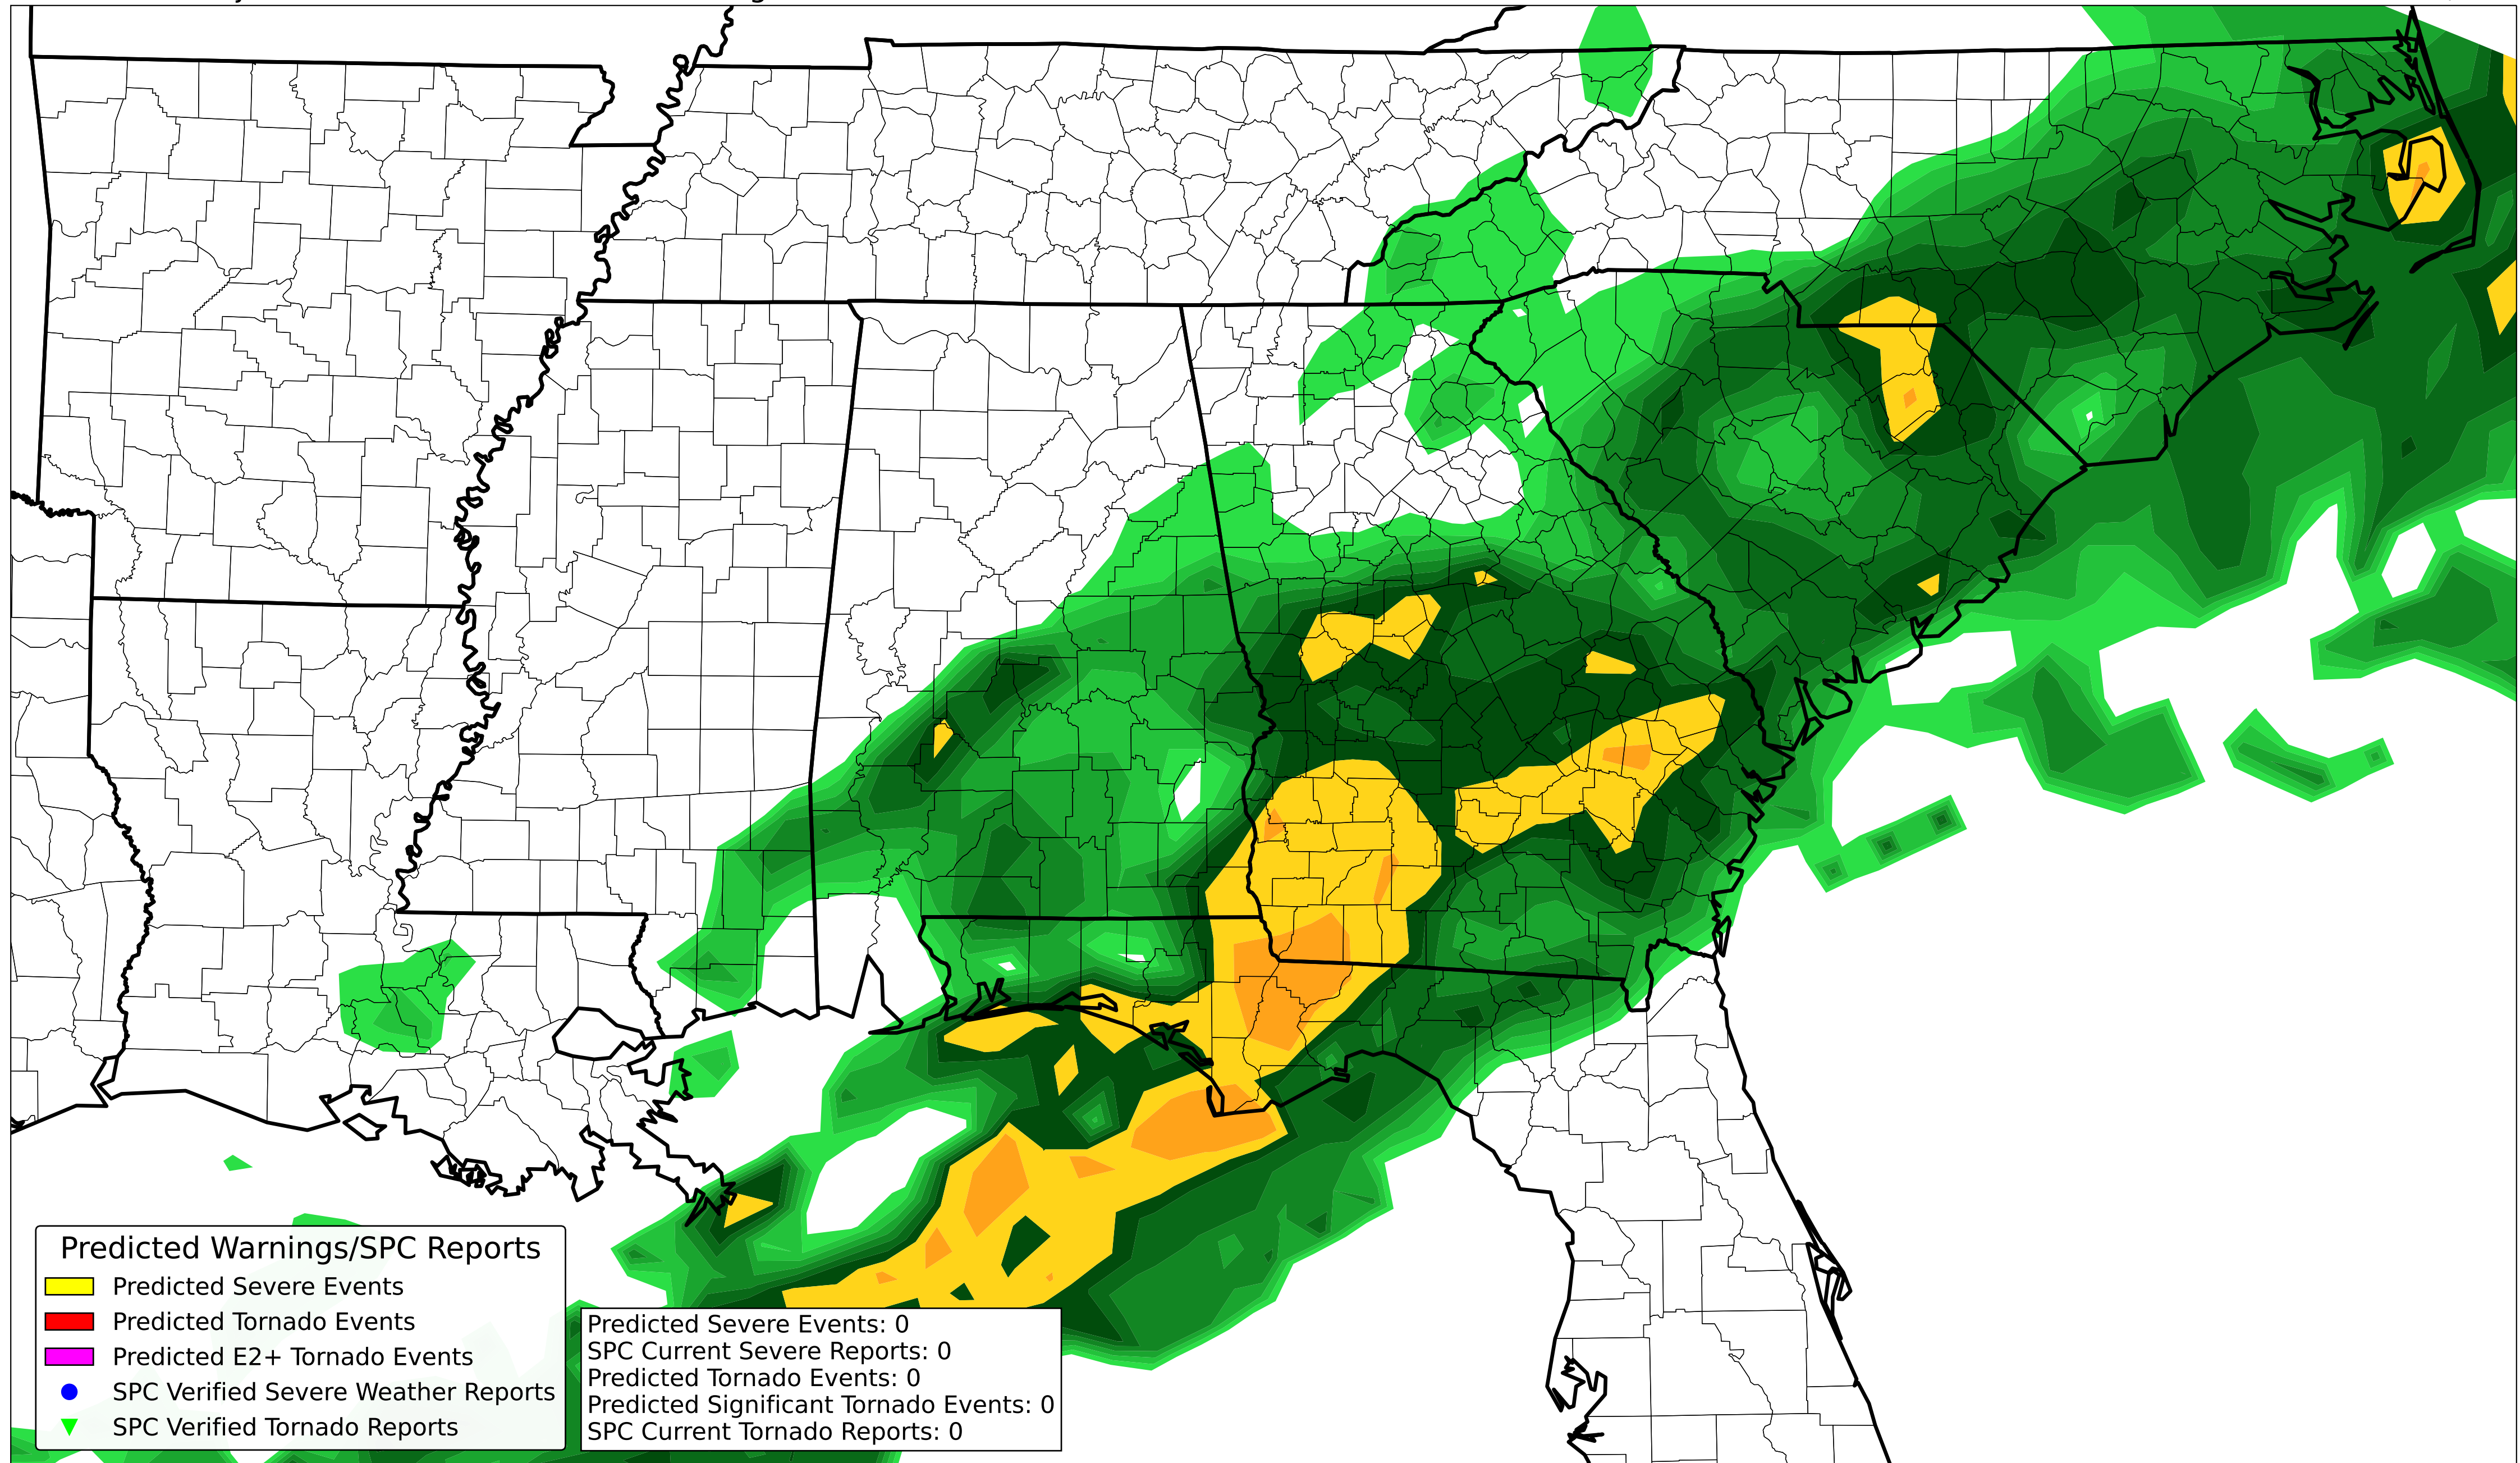 Predicted Warnings/SPC Reports
Predicted Severe Events
Predicted Tornado Events
Predicted E2+ Tornado Events
SPC Verified Severe Weather Reports
SPC Verified Tornado Reports
Predicted Severe Events: 0
SPC Current Severe Reports: 0
Predicted Tornado Events: 0
Predicted Significant Tornado Events: 0
SPC Current Tornado Reports: 0